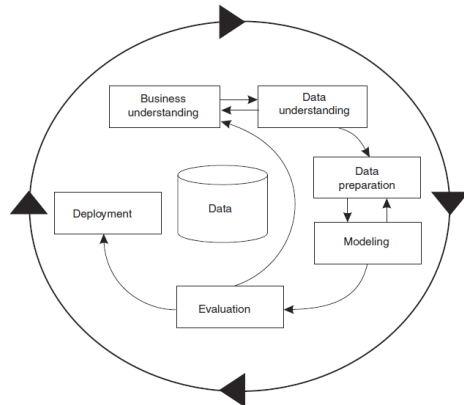 Business
understanding
Data
understanding
Data
preparation
Modeling
Evaluation
Deployment
Data